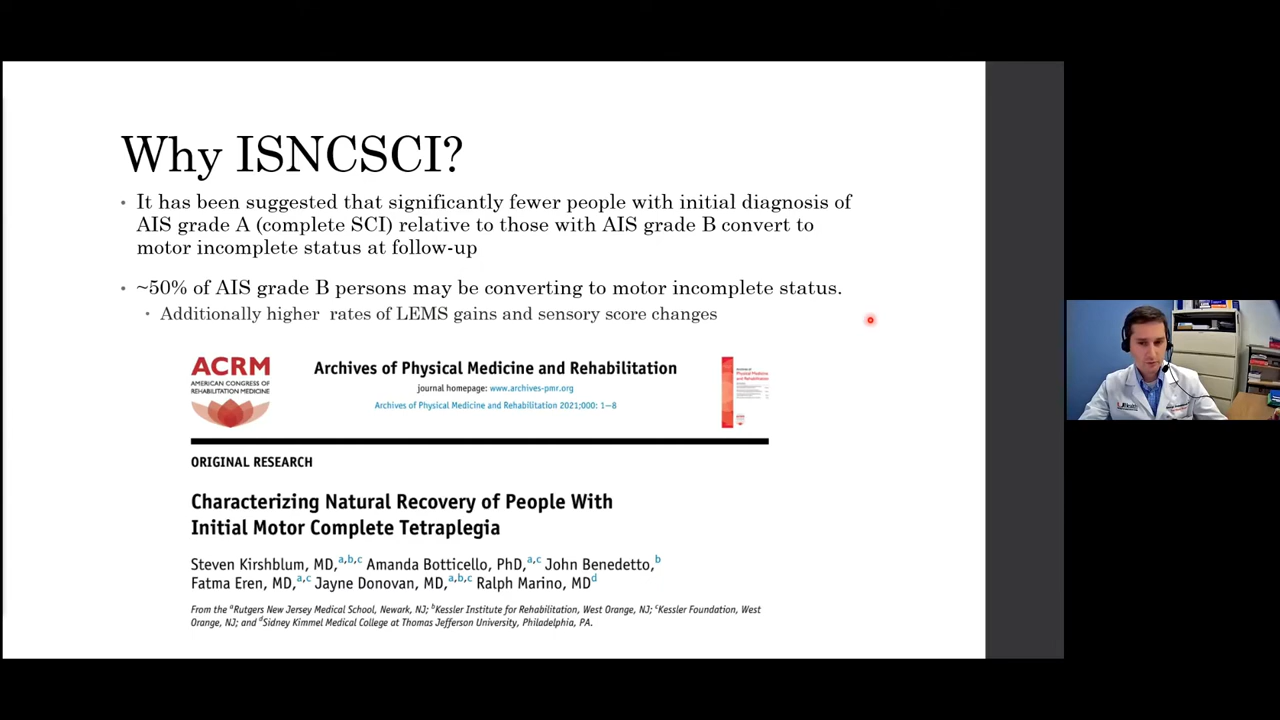 Why ISNCSCI?
• It has been suggested that significantly fewer people with initial diagnosis of
AIS grade A (complete SCI) relative to those with AIS grade B convert to
motor incomplete status at follow-up
• ~50% of AIS grade B persons may be converting to motor incomplete status.
• Additionally higher rates of LEMS gains and sensory score changes
ACRM
AMERICAN CONGRESS OF
REHABILITATION MEDICINE
Archives of Physical Medicine and Rehabilitation
journal homepage: www.archives-pmr.org
Archives of Physical Medicine and Rehabilitation 2021;000: 1–8
ORIGINAL RESEARCH
Characterizing Natural Recovery of People With
Initial Motor Complete Tetraplegia
Steven Kirshblum, MD,a,b,c Amanda Botticello, PhD,a,c John Benedetto,b
Fatma Eren, MD,a,c Jayne Donovan, MD,a,b,c Ralph Marino, MDd
From the aRutgers New Jersey Medical School, Newark, NJ; bKessler Institute for Rehabilitation, West Orange, NJ; cKessler Foundation, West
Orange, NJ; and dSidney Kimmel Medical College at Thomas Jefferson University, Philadelphia, PA.